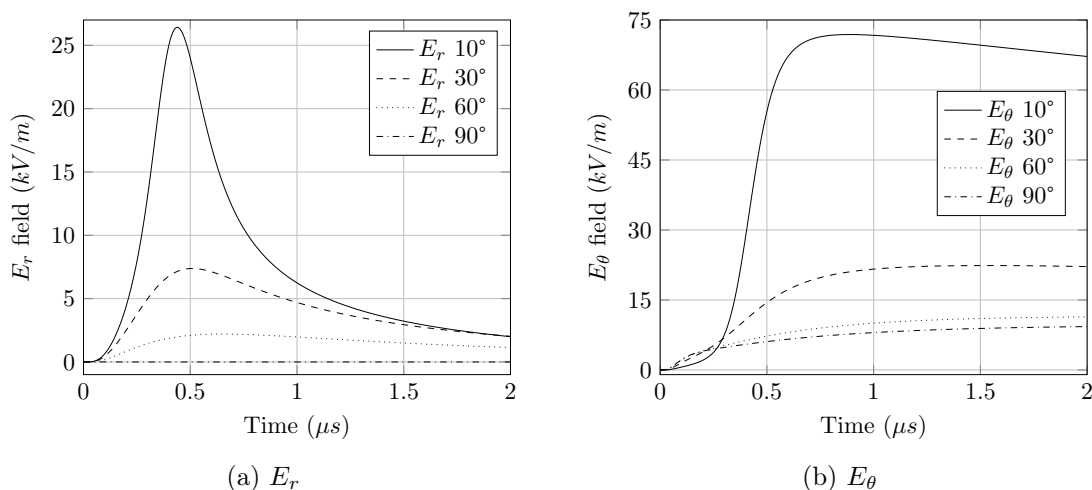 25
20
15
10
5
0
E_r field (kV/m)
E_r 10°
E_r 30°
E_r 60°
E_r 90°
0 0.5 1 1.5 2
Time (μs)
(a) E_r
75
60
45
30
15
0
E_θ field (kV/m)
E_θ 10°
E_θ 30°
E_θ 60°
E_θ 90°
0 0.5 1 1.5 2
Time (μs)
(b) E_θ